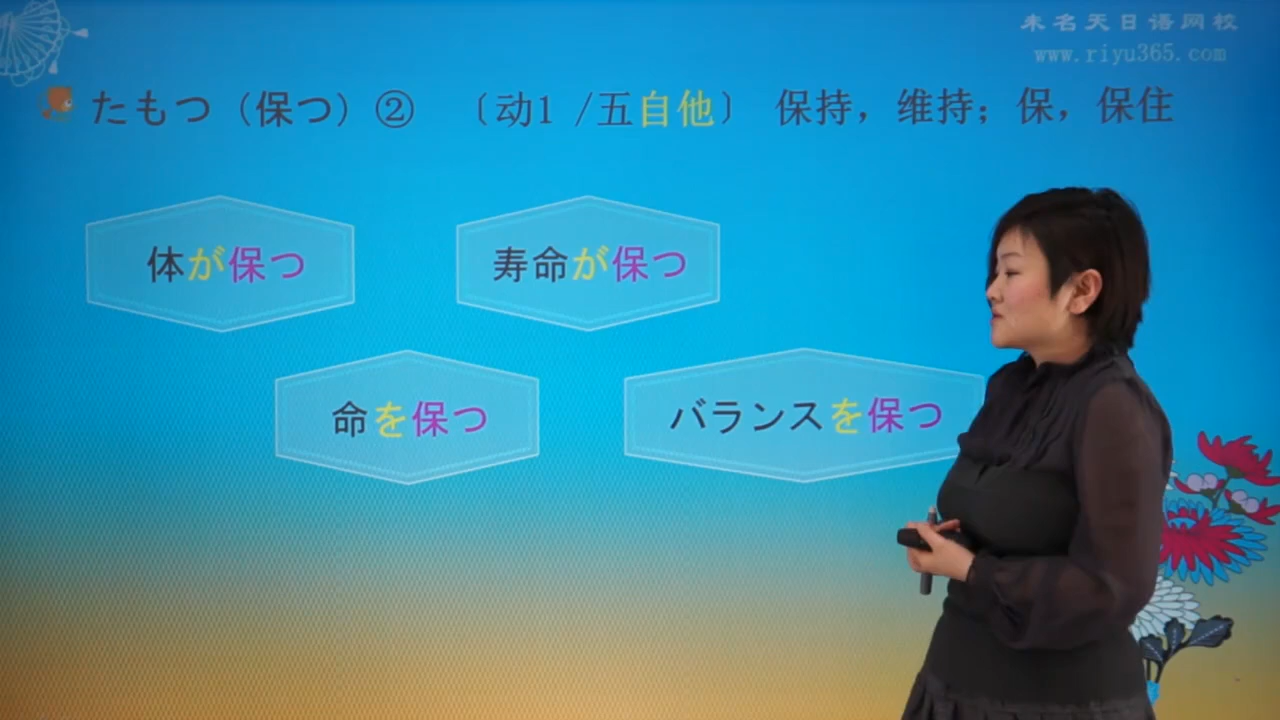 未名天日语网校
www.riyu365.com
たもつ（保つ）② 〔动1 /五自他〕 保持，维持；保，保住
体が保つ
寿命が保つ
命を保つ
バランスを保つ